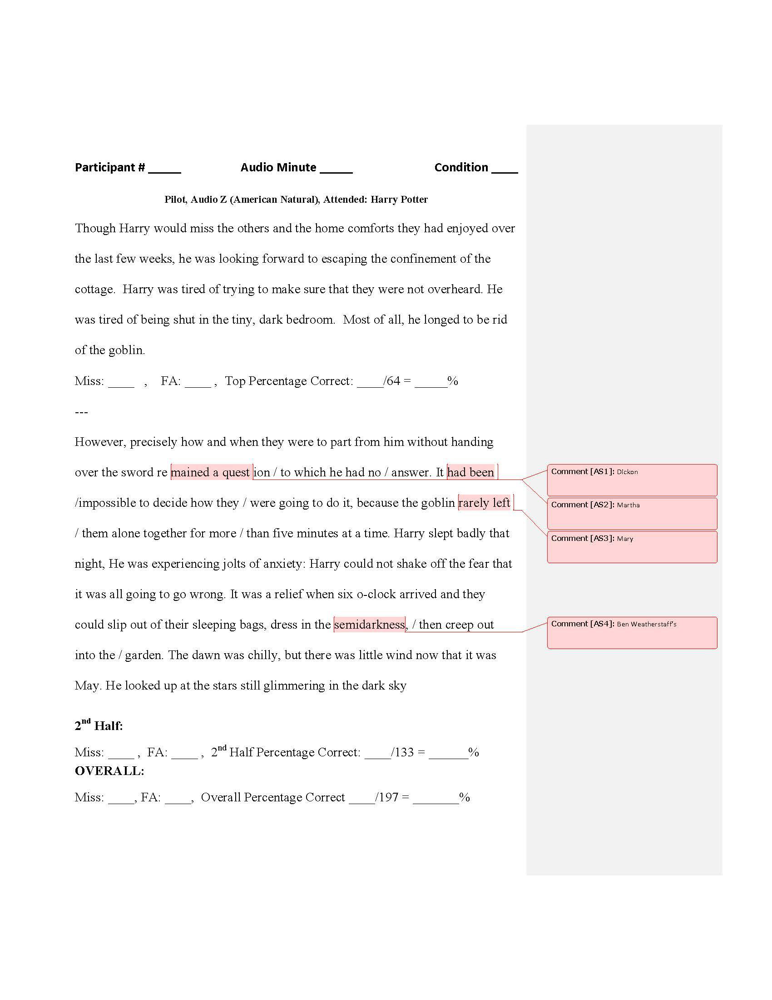 Participant # _____ Audio Minute _____ Condition ____
Pilot, Audio Z (American Natural), Attended: Harry Potter
Though Harry would miss the others and the home comforts they had enjoyed over
the last few weeks, he was looking forward to escaping the confinement of the
cottage.  Harry was tired of trying to make sure that they were not overheard. He
was tired of being shut in the tiny, dark bedroom.  Most of all, he longed to be rid
of the goblin.
Miss: ____ , FA: ____ , Top Percentage Correct: ____/64 = _____%
---
However, precisely how and when they were to part from him without handing
over the sword re mained a quest ion / to which he had no / answer. It had been
/impossible to decide how they / were going to do it, because the goblin rarely left
/ them alone together for more / than five minutes at a time. Harry slept badly that
night, He was experiencing jolts of anxiety: Harry could not shake off the fear that
it was all going to go wrong. It was a relief when six o-clock arrived and they
could slip out of their sleeping bags, dress in the semidarkness, / then creep out
into the / garden. The dawn was chilly, but there was little wind now that it was
May. He looked up at the stars still glimmering in the dark sky
2nd Half:
Miss: ____ , FA: ____ , 2nd Half Percentage Correct: ____/133 = ______%
OVERALL:
Miss: ____, FA: ____, Overall Percentage Correct ____/197 = _______%
Comment [AS1]: Dickon
Comment [AS2]: Martha
Comment [AS3]: Mary
Comment [AS4]: Ben Weatherstaff's